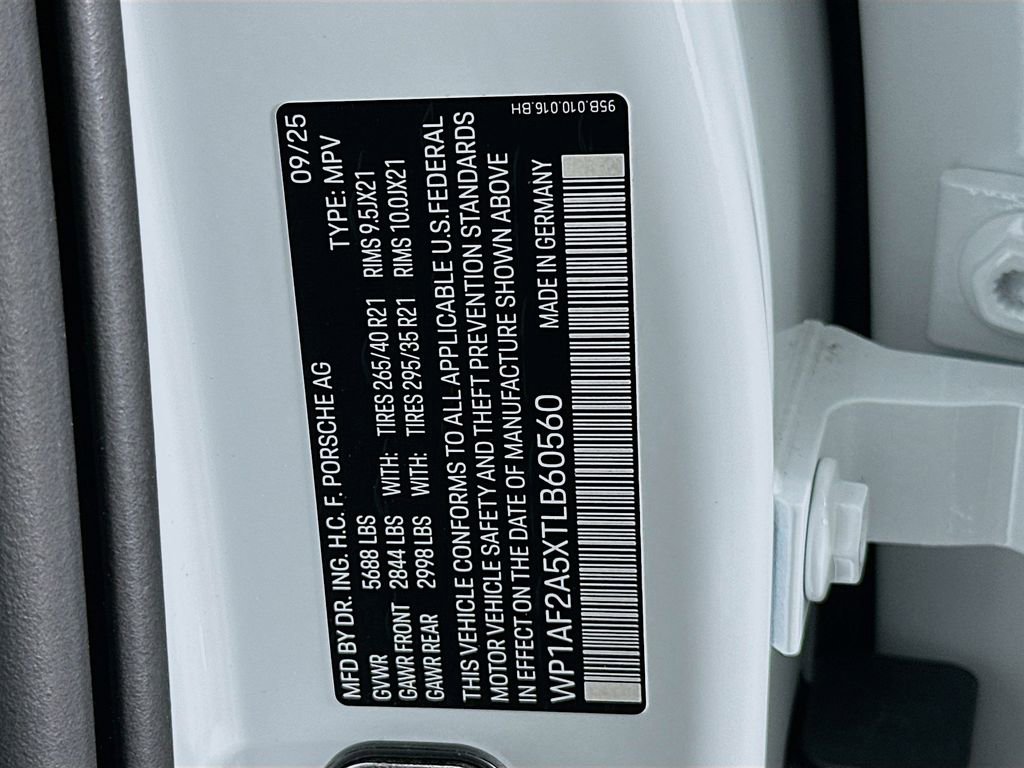 09/25
MFD BY DR. ING. H.C. F. PORSCHE AG TYPE: MPV
GVWR 5688 LBS
GAWR FRONT 2844 LBS WITH: TIRES 265/40 R21 RIMS 9.5JX21
GAWR REAR 2998 LBS WITH: TIRES 295/35 R21 RIMS 10.0JX21
THIS VEHICLE CONFORMS TO ALL APPLICABLE U.S. FEDERAL
MOTOR VEHICLE SAFETY AND THEFT PREVENTION STANDARDS
IN EFFECT ON THE DATE OF MANUFACTURE SHOWN ABOVE
WP1AF2A5XTLB60560 MADE IN GERMANY
95B.010.016.BH